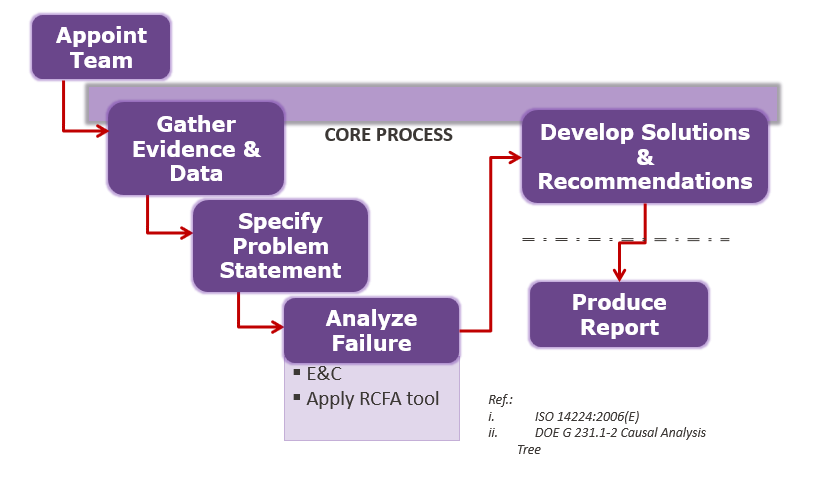 Appoint
Team
Gather
Evidence &
Data
CORE PROCESS
Develop Solutions
&
Recommendations
Specify
Problem
Statement
Analyze
Failure
▪ E&C
▪ Apply RCFA tool
Produce
Report
Ref.:
i. ISO 14224:2006(E)
ii. DOE G 231.1-2 Causal Analysis
Tree